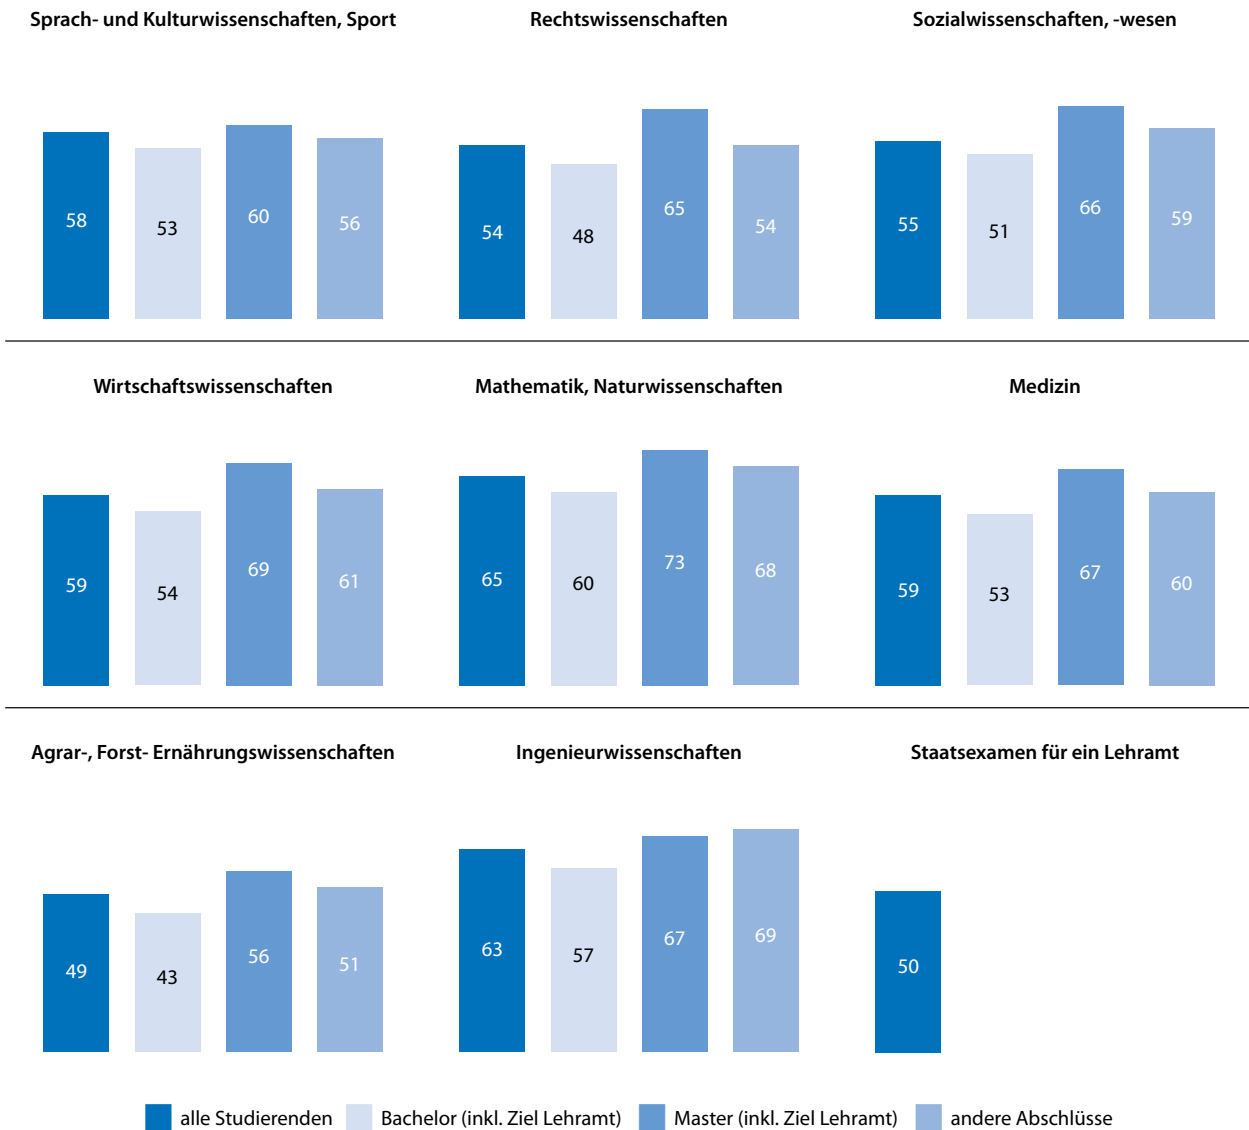 Sprach- und Kulturwissenschaften, Sport
58
53
60
56
Rechtswissenschaften
54
48
65
54
Sozialwissenschaften, -wesen
55
51
66
59
Wirtschaftswissenschaften
59
54
69
61
Mathematik, Naturwissenschaften
65
60
73
68
Medizin
59
53
67
60
Agrar-, Forst- Ernährungswissenschaften
49
43
56
51
Ingenieurwissenschaften
63
57
67
69
Staatsexamen für ein Lehramt
50
alle Studierenden
Bachelor (inkl. Ziel Lehramt)
Master (inkl. Ziel Lehramt)
andere Abschlüsse